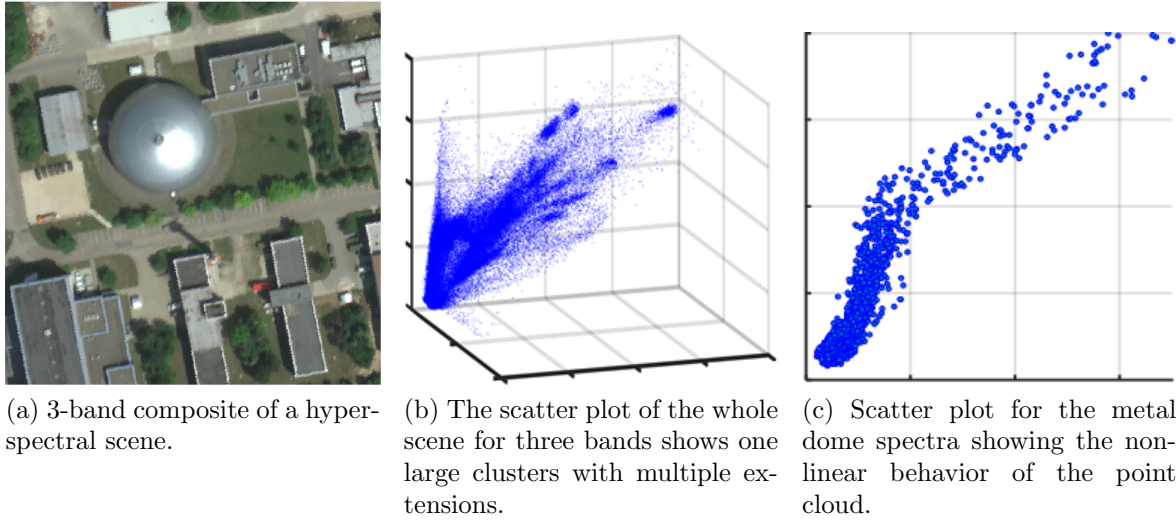 (a) 3-band composite of a hyper-
spectral scene.
(b) The scatter plot of the whole
scene for three bands shows one
large clusters with multiple ex-
tensions.
(c) Scatter plot for the metal
dome spectra showing the non-
linear behavior of the point
cloud.